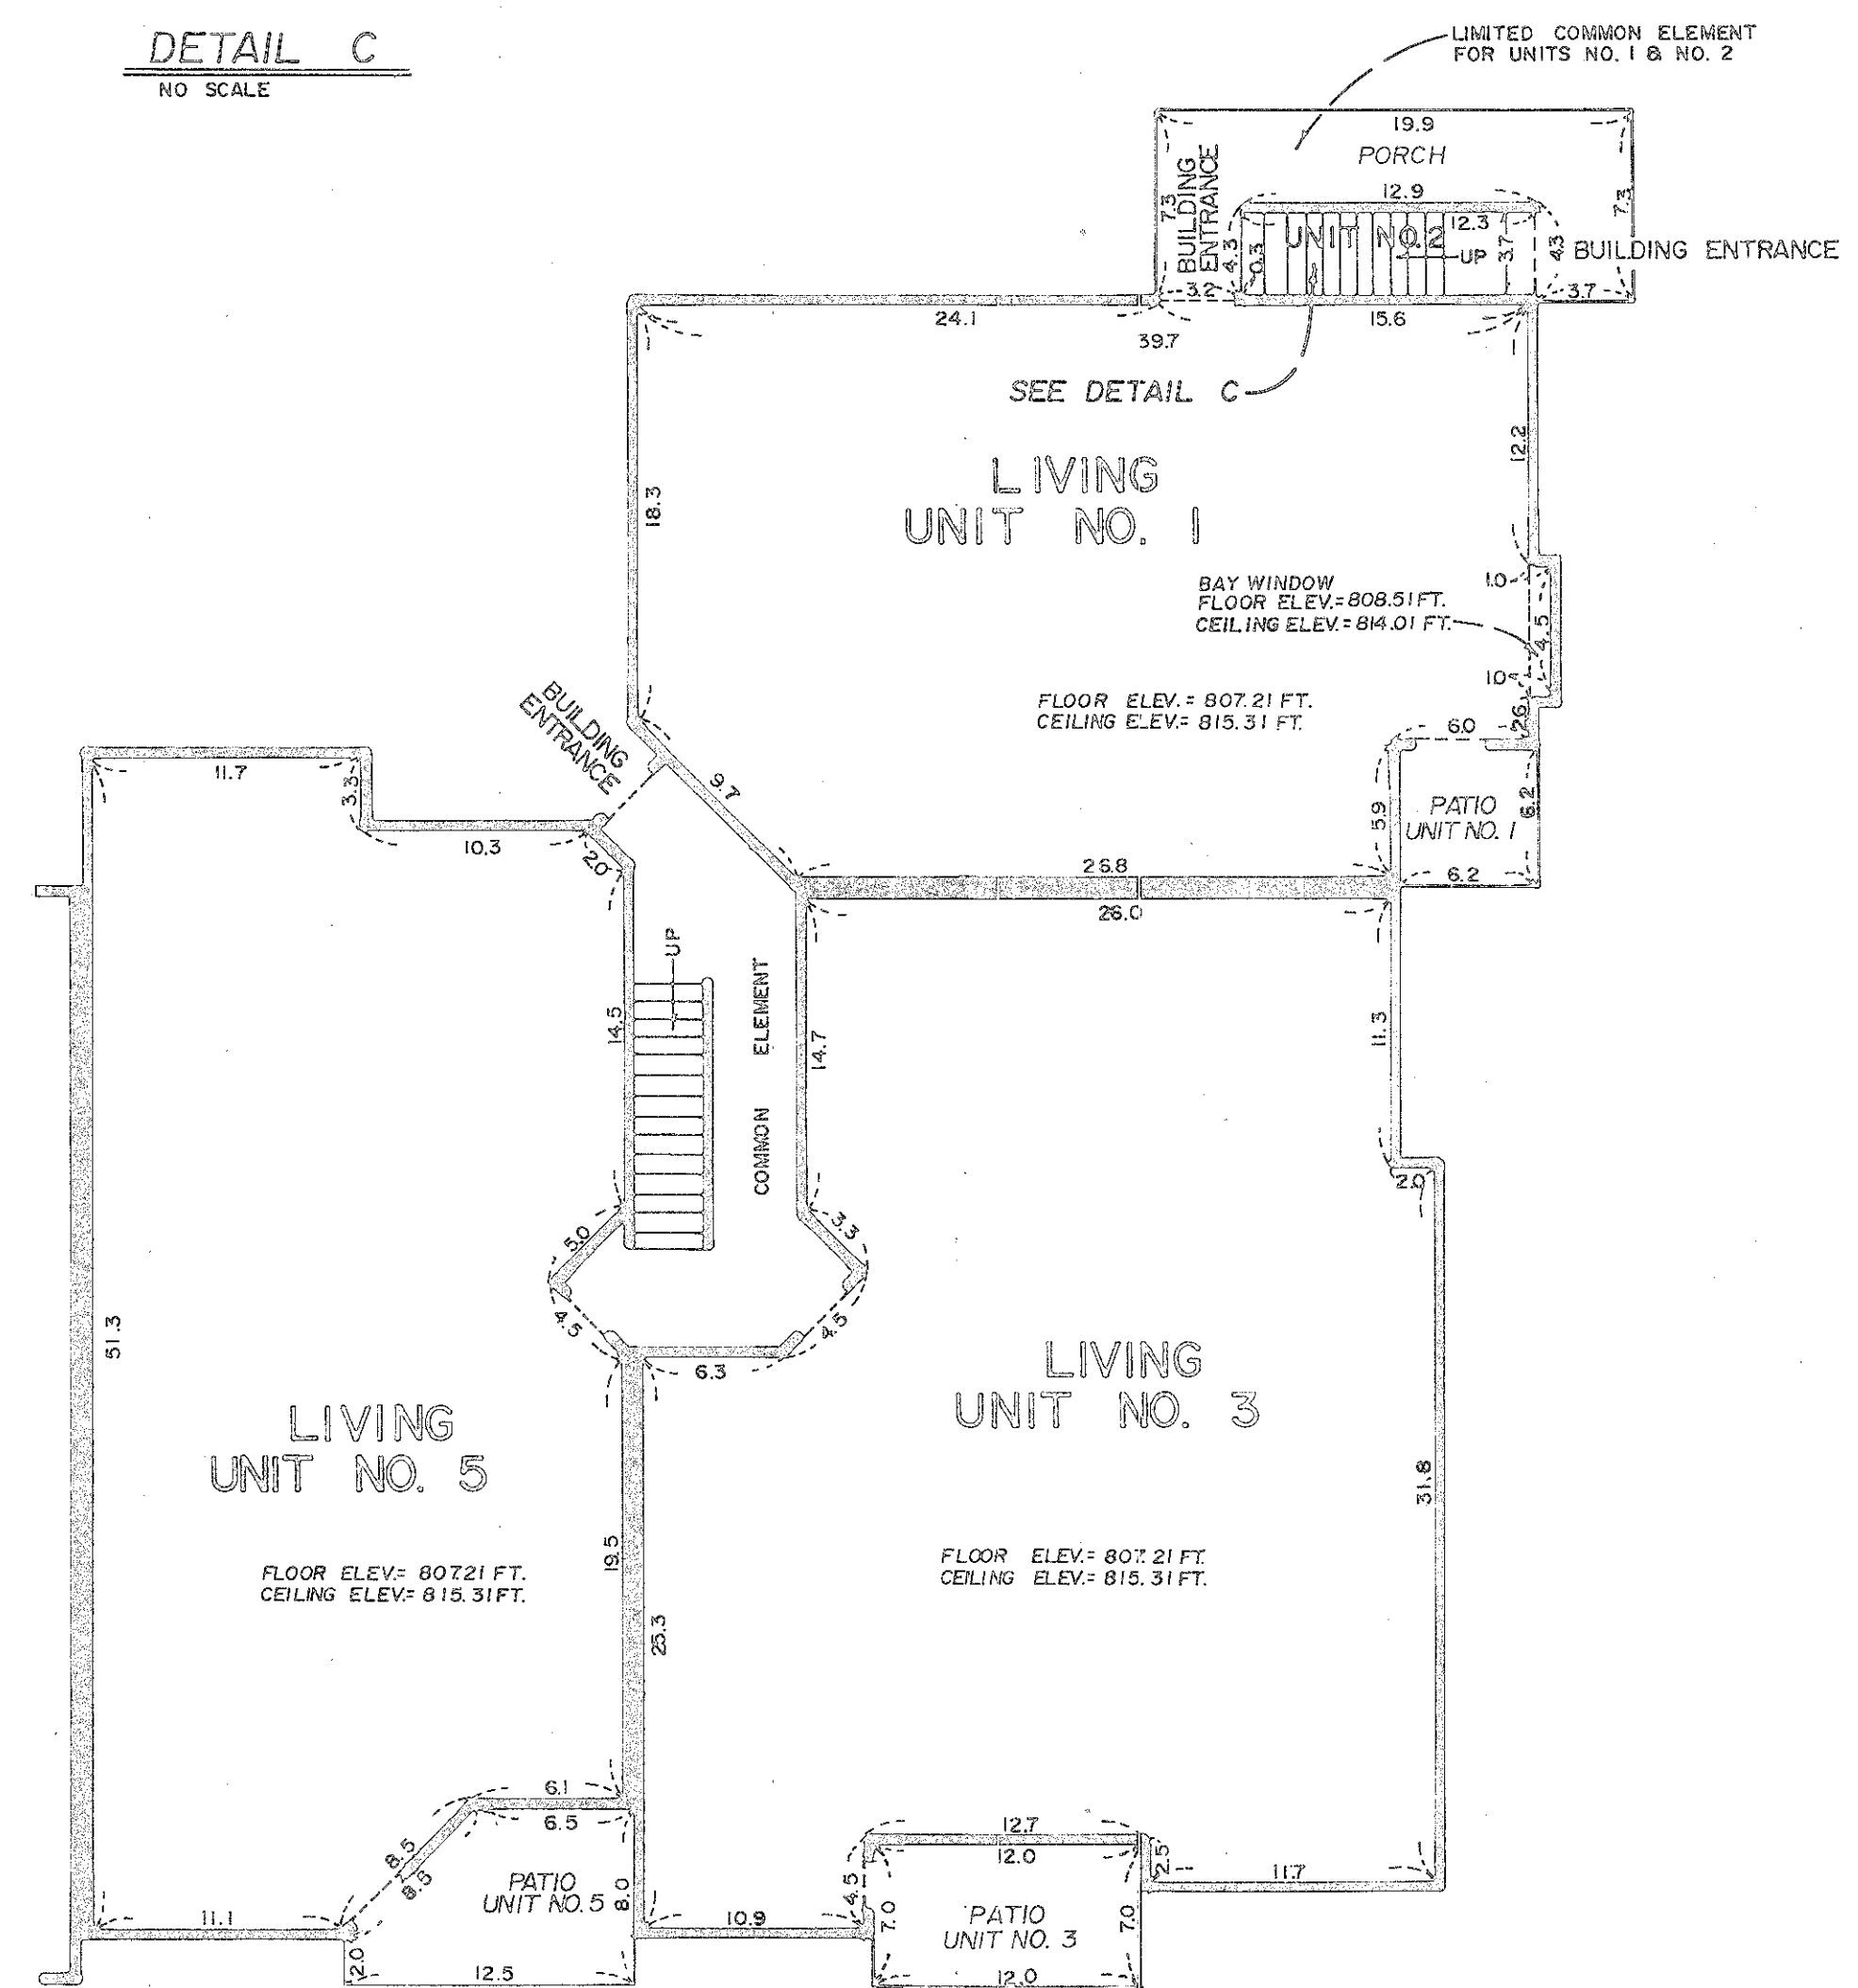 DETAIL C
NO SCALE
LIMITED COMMON ELEMENT
FOR UNITS NO. 1 & NO. 2
19.9
PORCH
BUILDING
ENTRANCE
7.3
7.3
12.9
12.3
UNIT NO. 2
UP
3.7
4.3
4.3
0.3
BUILDING ENTRANCE
3.2
3.7
24.1
15.6
39.7
SEE DETAIL C
LIVING
UNIT NO. 1
18.3
12.2
BAY WINDOW
FLOOR ELEV.= 808.51 FT.
CEILING ELEV.= 814.01 FT.
1.0
4.5
1.0
2.6
FLOOR ELEV.= 807.21 FT.
CEILING ELEV.= 815.31 FT.
6.0
BUILDING
ENTRANCE
9.7
5.9
PATIO
UNIT NO. 1
6.2
6.2
11.7
3.3
10.3
2.0
26.8
26.0
UP
14.5
COMMON ELEMENT
14.7
11.3
2.0
5.0
3.3
4.5
4.5
6.3
51.3
LIVING
UNIT NO. 3
LIVING
UNIT NO. 5
31.8
19.5
FLOOR ELEV.= 807.21 FT.
CEILING ELEV.= 815.31 FT.
FLOOR ELEV.= 807.21 FT.
CEILING ELEV.= 815.31 FT.
25.3
6.1
6.5
8.5
8.5
PATIO
UNIT NO. 5
8.0
11.1
2.0
12.5
12.7
12.0
4.5
2.5
11.7
10.9
7.0
PATIO
UNIT NO. 3
7.0
12.0